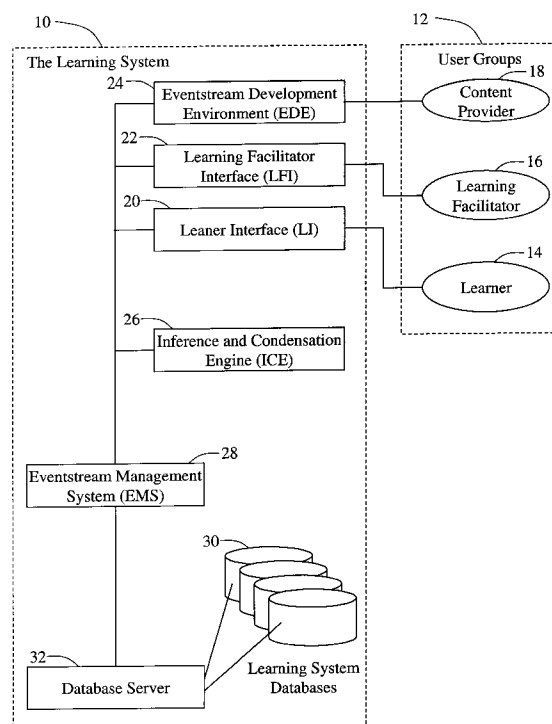 10
12
The Learning System
User Groups
24
18
Eventstream Development
Environment (EDE)
Content
Provider
22
16
Learning Facilitator
Interface (LFI)
Learning
Facilitator
20
Leaner Interface (LI)
14
Learner
26
Inference and Condensation
Engine (ICE)
28
Eventstream Management
System (EMS)
30
32
Database Server
Learning System
Databases